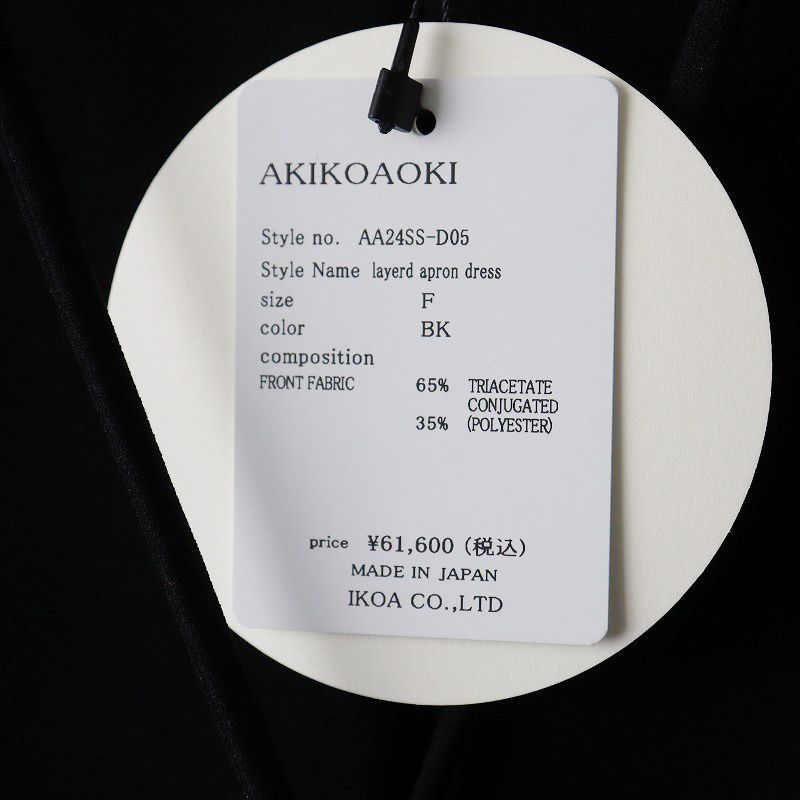 AKIKOAOKI
Style no. AA24SS-D05
Style Name layerd apron dress
size F
color BK
composition
FRONT FABRIC 65% TRIACETATE
CONJUGATED
35% (POLYESTER)
price ¥61,600 (税込)
MADE IN JAPAN
IKOA CO.,LTD